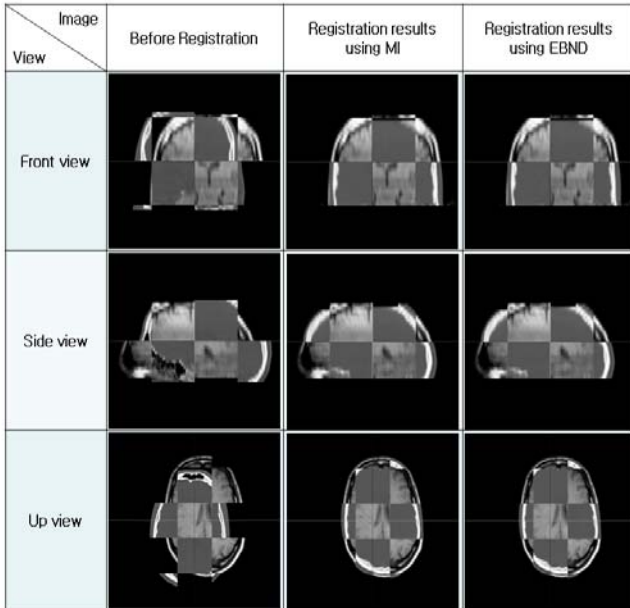 Image
View
Before Registration
Registration results
using MI
Registration results
using EBND
Front view
Side view
Up view